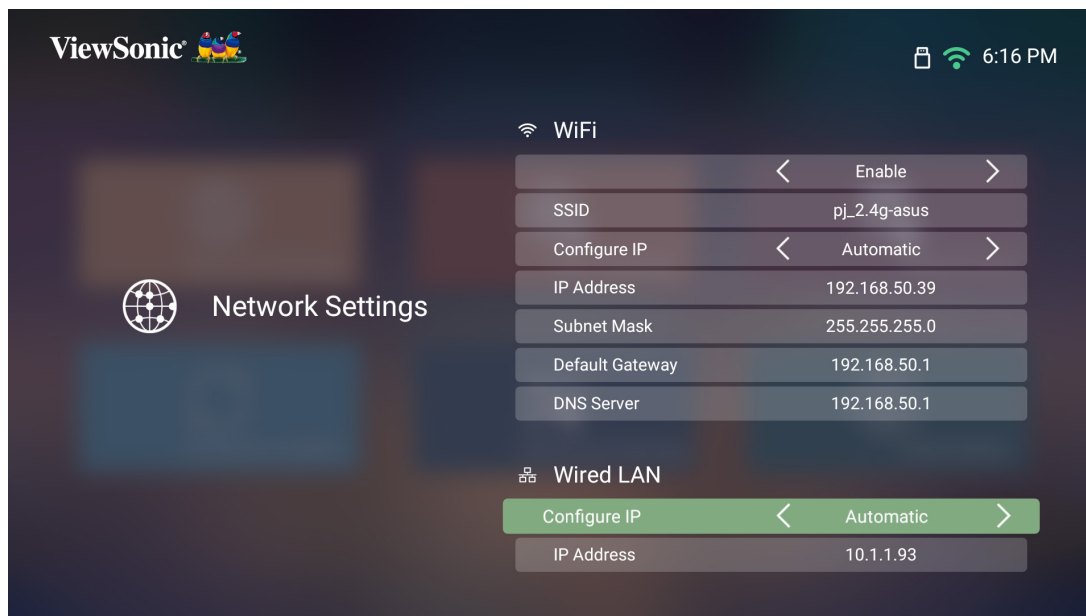 ViewSonic®
6:16 PM
WiFi
Enable
SSID pj_2.4g-asus
Configure IP Automatic
IP Address 192.168.50.39
Network Settings
Subnet Mask 255.255.255.0
Default Gateway 192.168.50.1
DNS Server 192.168.50.1
Wired LAN
Configure IP Automatic
IP Address 10.1.1.93